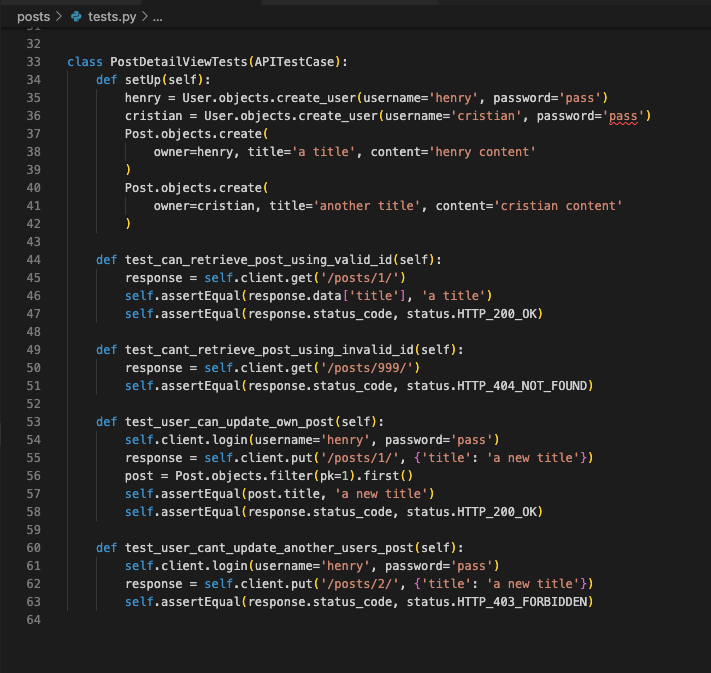 posts > tests.py > ...
31
32
33 class PostDetailViewTests(APITestCase):
34     def setUp(self):
35         henry = User.objects.create_user(username='henry', password='pass')
36         cristian = User.objects.create_user(username='cristian', password='pass')
37         Post.objects.create(
38             owner=henry, title='a title', content='henry content'
39         )
40         Post.objects.create(
41             owner=cristian, title='another title', content='cristian content'
42         )
43
44     def test_can_retrieve_post_using_valid_id(self):
45         response = self.client.get('/posts/1/')
46         self.assertEqual(response.data['title'], 'a title')
47         self.assertEqual(response.status_code, status.HTTP_200_OK)
48
49     def test_cant_retrieve_post_using_invalid_id(self):
50         response = self.client.get('/posts/999/')
51         self.assertEqual(response.status_code, status.HTTP_404_NOT_FOUND)
52
53     def test_user_can_update_own_post(self):
54         self.client.login(username='henry', password='pass')
55         response = self.client.put('/posts/1/', {'title': 'a new title'})
56         post = Post.objects.filter(pk=1).first()
57         self.assertEqual(post.title, 'a new title')
58         self.assertEqual(response.status_code, status.HTTP_200_OK)
59
60     def test_user_cant_update_another_users_post(self):
61         self.client.login(username='henry', password='pass')
62         response = self.client.put('/posts/2/', {'title': 'a new title'})
63         self.assertEqual(response.status_code, status.HTTP_403_FORBIDDEN)
64